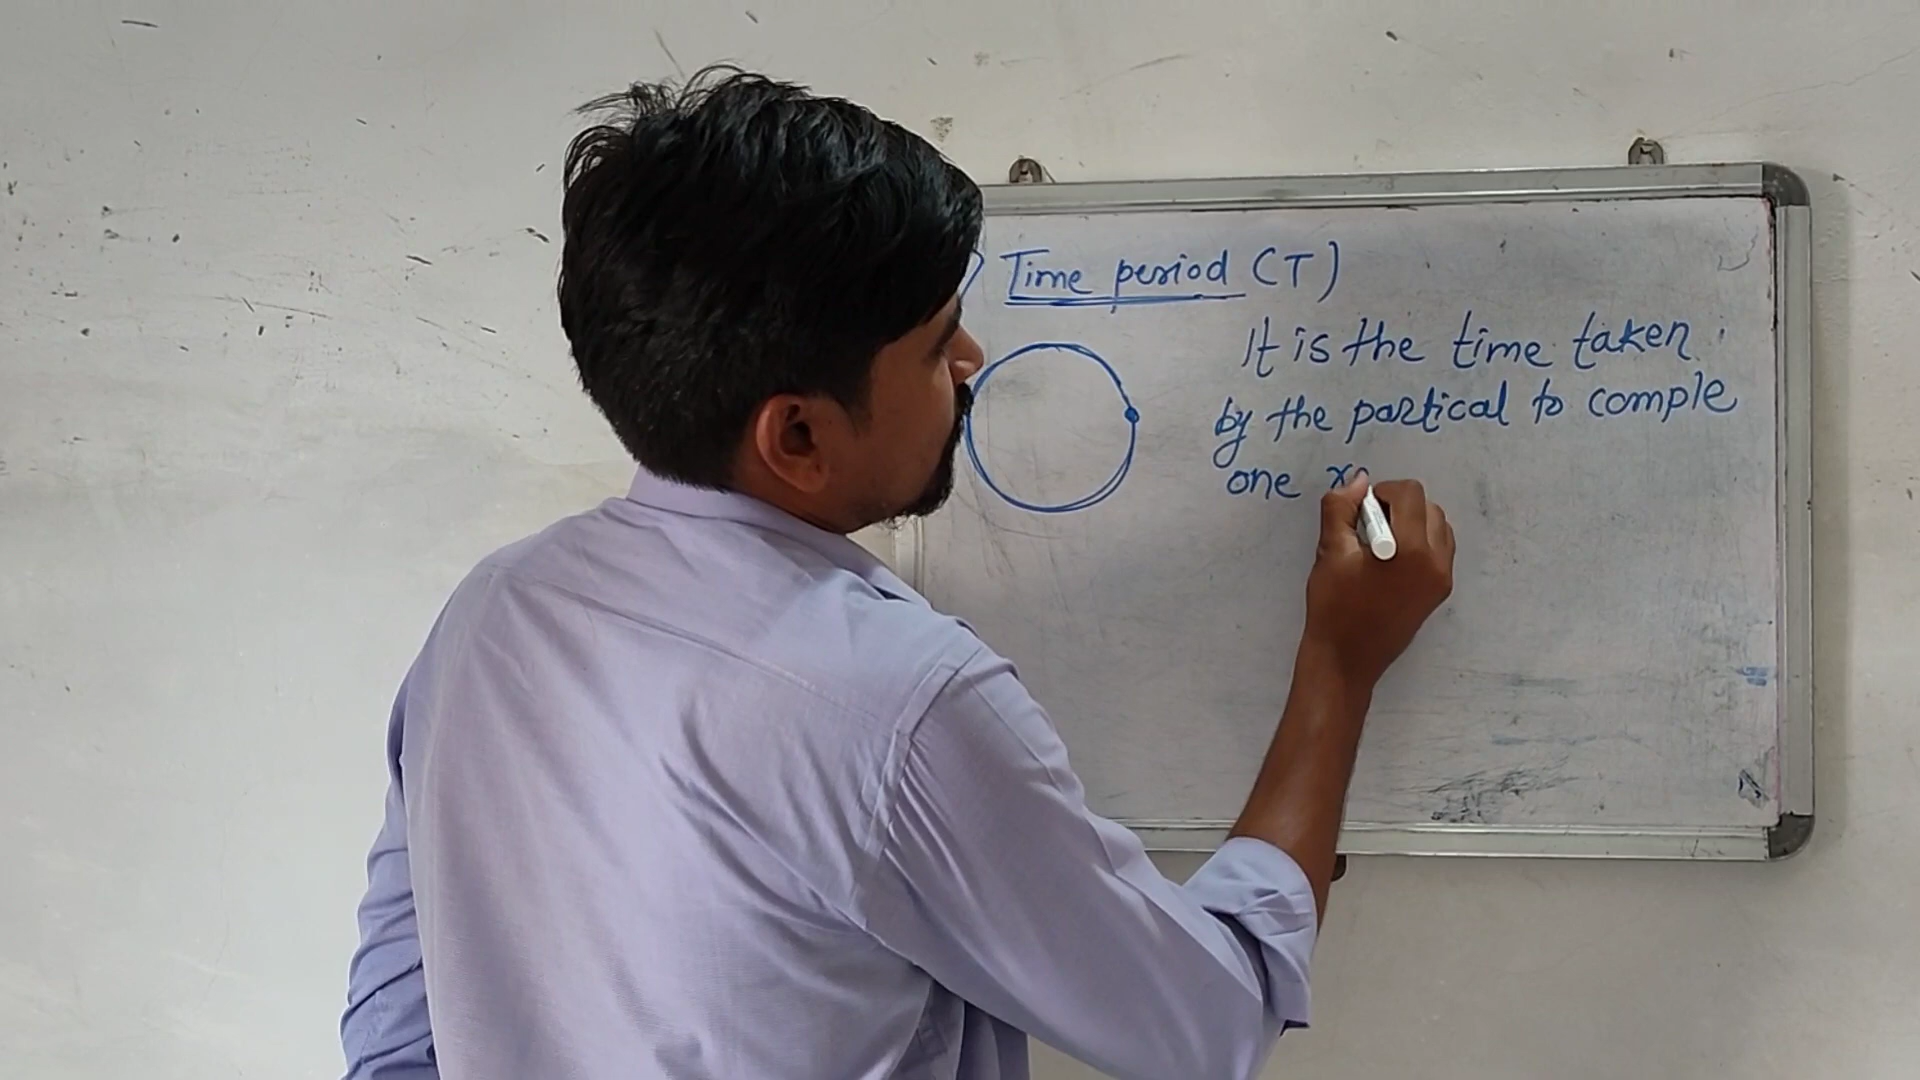 Time period (T)
It is the time taken
by the partical to comple
one